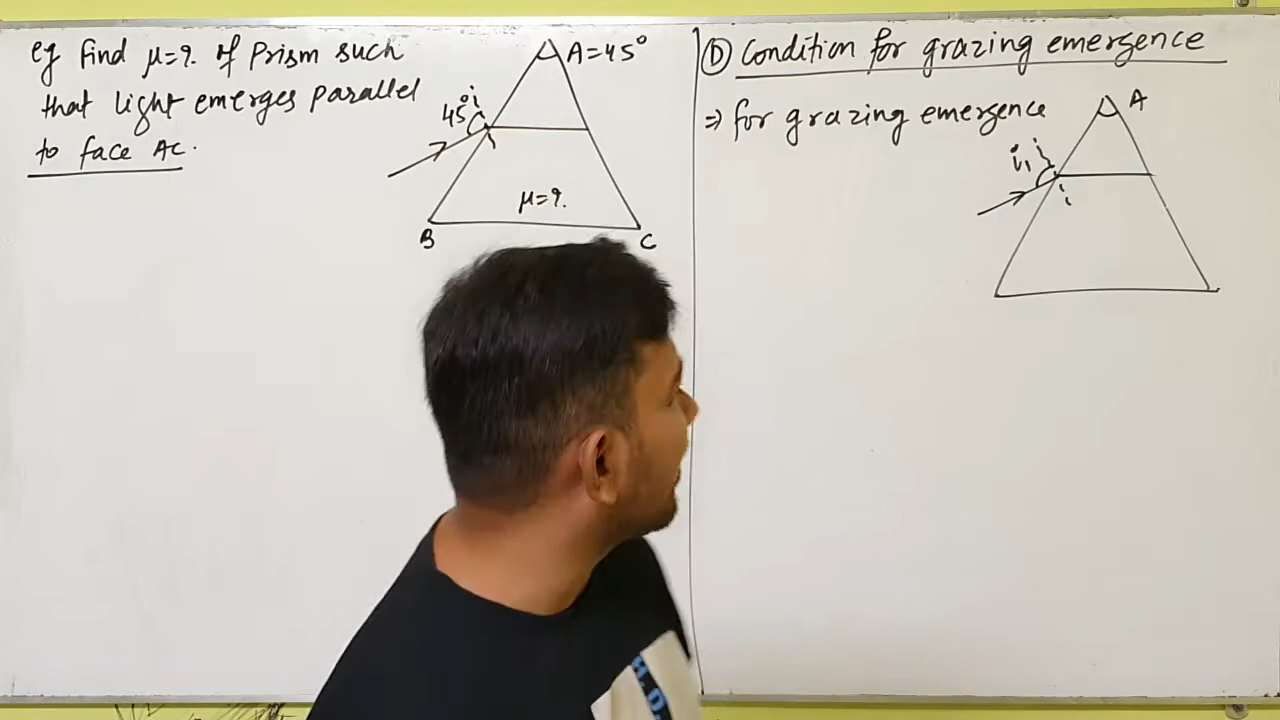 eg find μ=?. of Prism such
that light emerges parallel
to face AC.
A=45°
45° i
μ=?.
B
C
D Condition for grazing emergence
⇒ for grazing emergence
A
i₁